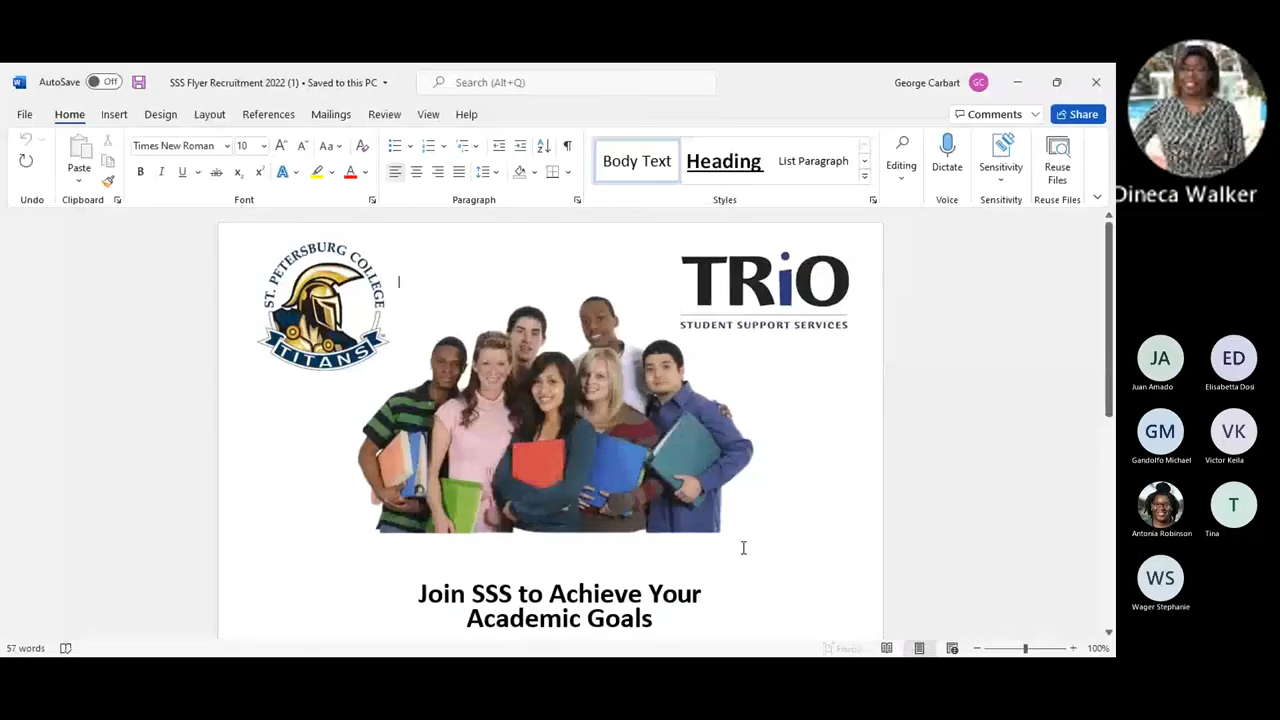 AutoSave Off SSS Flyer Recruitment 2022 (1) • Saved to this PC Search (Alt+Q) George Carbart GC
File Home Insert Design Layout References Mailings Review View Help Comments Share
Times New Roman 10 Aa
Paste B I U ab x₂ x² A A
Body Text Heading List Paragraph
Editing Dictate Sensitivity Reuse Files
Undo Clipboard Font Paragraph Styles Voice Sensitivity Reuse Files
ST. PETERSBURG COLLEGE
TITANS
TRiO
STUDENT SUPPORT SERVICES
Join SSS to Achieve Your
Academic Goals
57 words 100%
Dineca Walker
JA ED
Juan Amado Elisabetta Dosi
GM VK
Gandolfo Michael Victor Keila
T
Antonia Robinson Tina
WS
Wager Stephanie